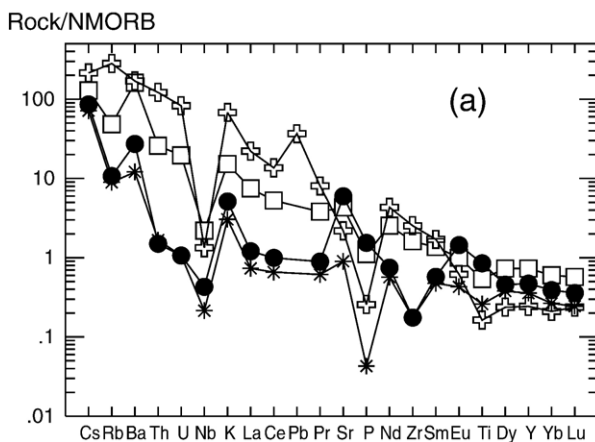 Rock/NMORB
(a)
100
10
1
.1
.01
Cs Rb Ba Th U Nb K La Ce Pb Pr Sr P Nd Zr Sm Eu Ti Dy Y Yb Lu